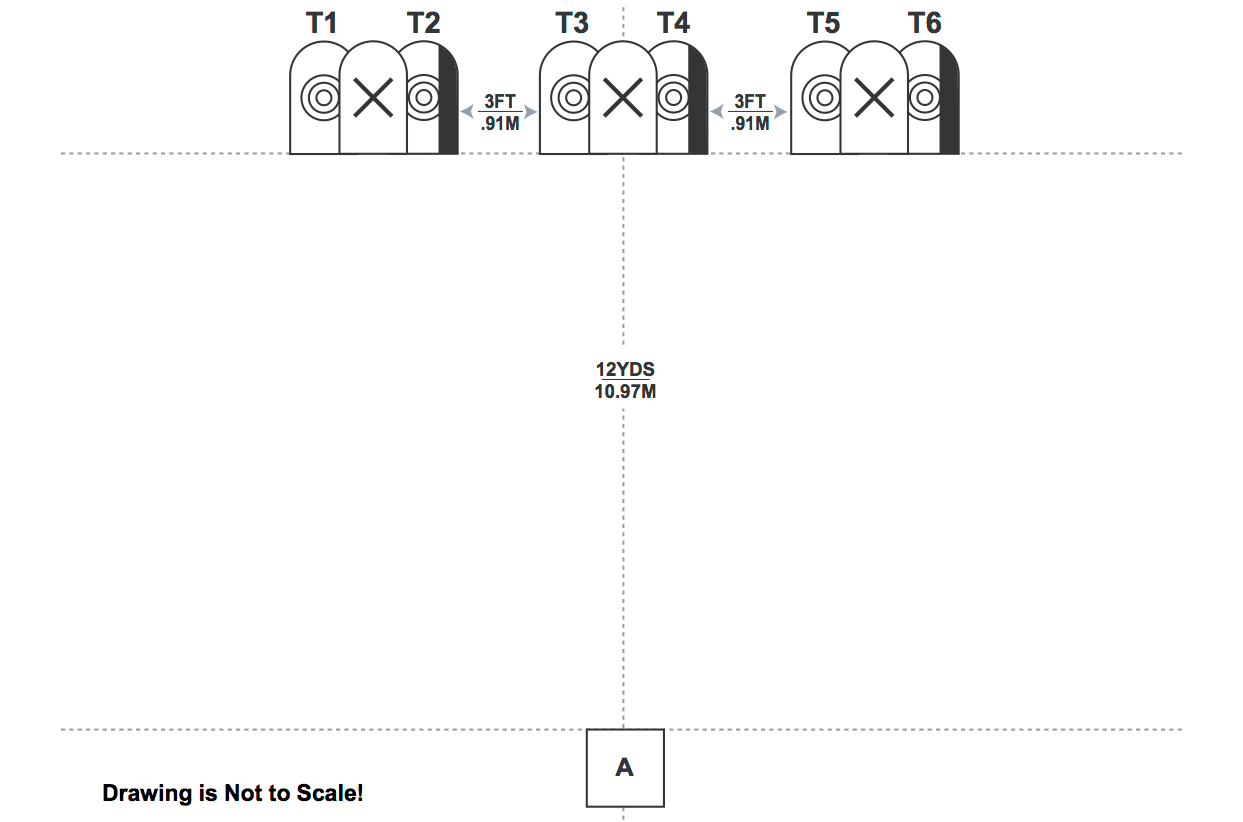 T1 T2 T3 T4 T5 T6
3FT 3FT
.91M .91M
12YDS
10.97M
A
Drawing is Not to Scale!